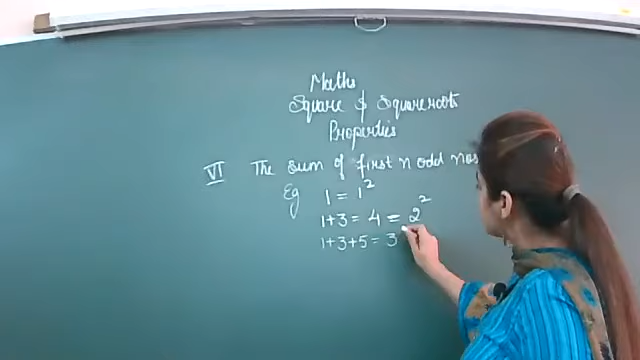 Maths
Square & Squareroots
Properties
VI The sum of first n odd nos
Eg 1 = 1²
1+3 = 4 = 2²
1+3+5 = 3